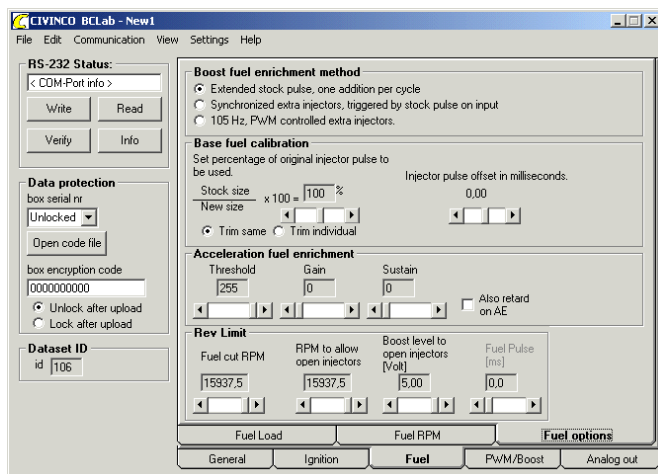 CIVINCO BCLab - New1
File Edit Communication View Settings Help
RS-232 Status:
< COM-Port info >
Write Read
Verify Info
Data protection
box serial nr
Unlocked
Open code file
box encryption code
0000000000
Unlock after upload
Lock after upload
Dataset ID
id 106
Boost fuel enrichment method
Extended stock pulse, one addition per cycle
Synchronized extra injectors, triggered by stock pulse on input
105 Hz, PWM controlled extra injectors.
Base fuel calibration
Set percentage of original injector pulse to
be used.
Stock size
New size
x 100 = 100 %
Trim same Trim individual
Injector pulse offset in milliseconds.
0,00
Acceleration fuel enrichment
Threshold Gain Sustain
255 0 0
Also retard
on AE
Rev Limit
Fuel cut RPM
15937,5
RPM to allow
open injectors
15937,5
Boost level to
open injectors
[Volt]
5,00
Fuel Pulse
[ms]
0,0
Fuel Load Fuel RPM Fuel options
General Ignition Fuel PWM/Boost Analog out